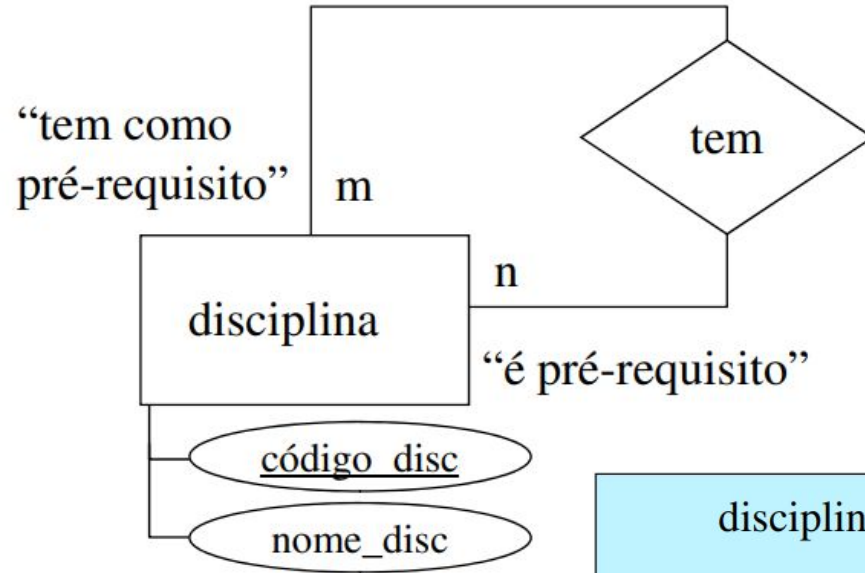 “tem como
pré-requisito”
m
tem
n
disciplina
“é pré-requisito”
código_disc
nome_disc
disciplin